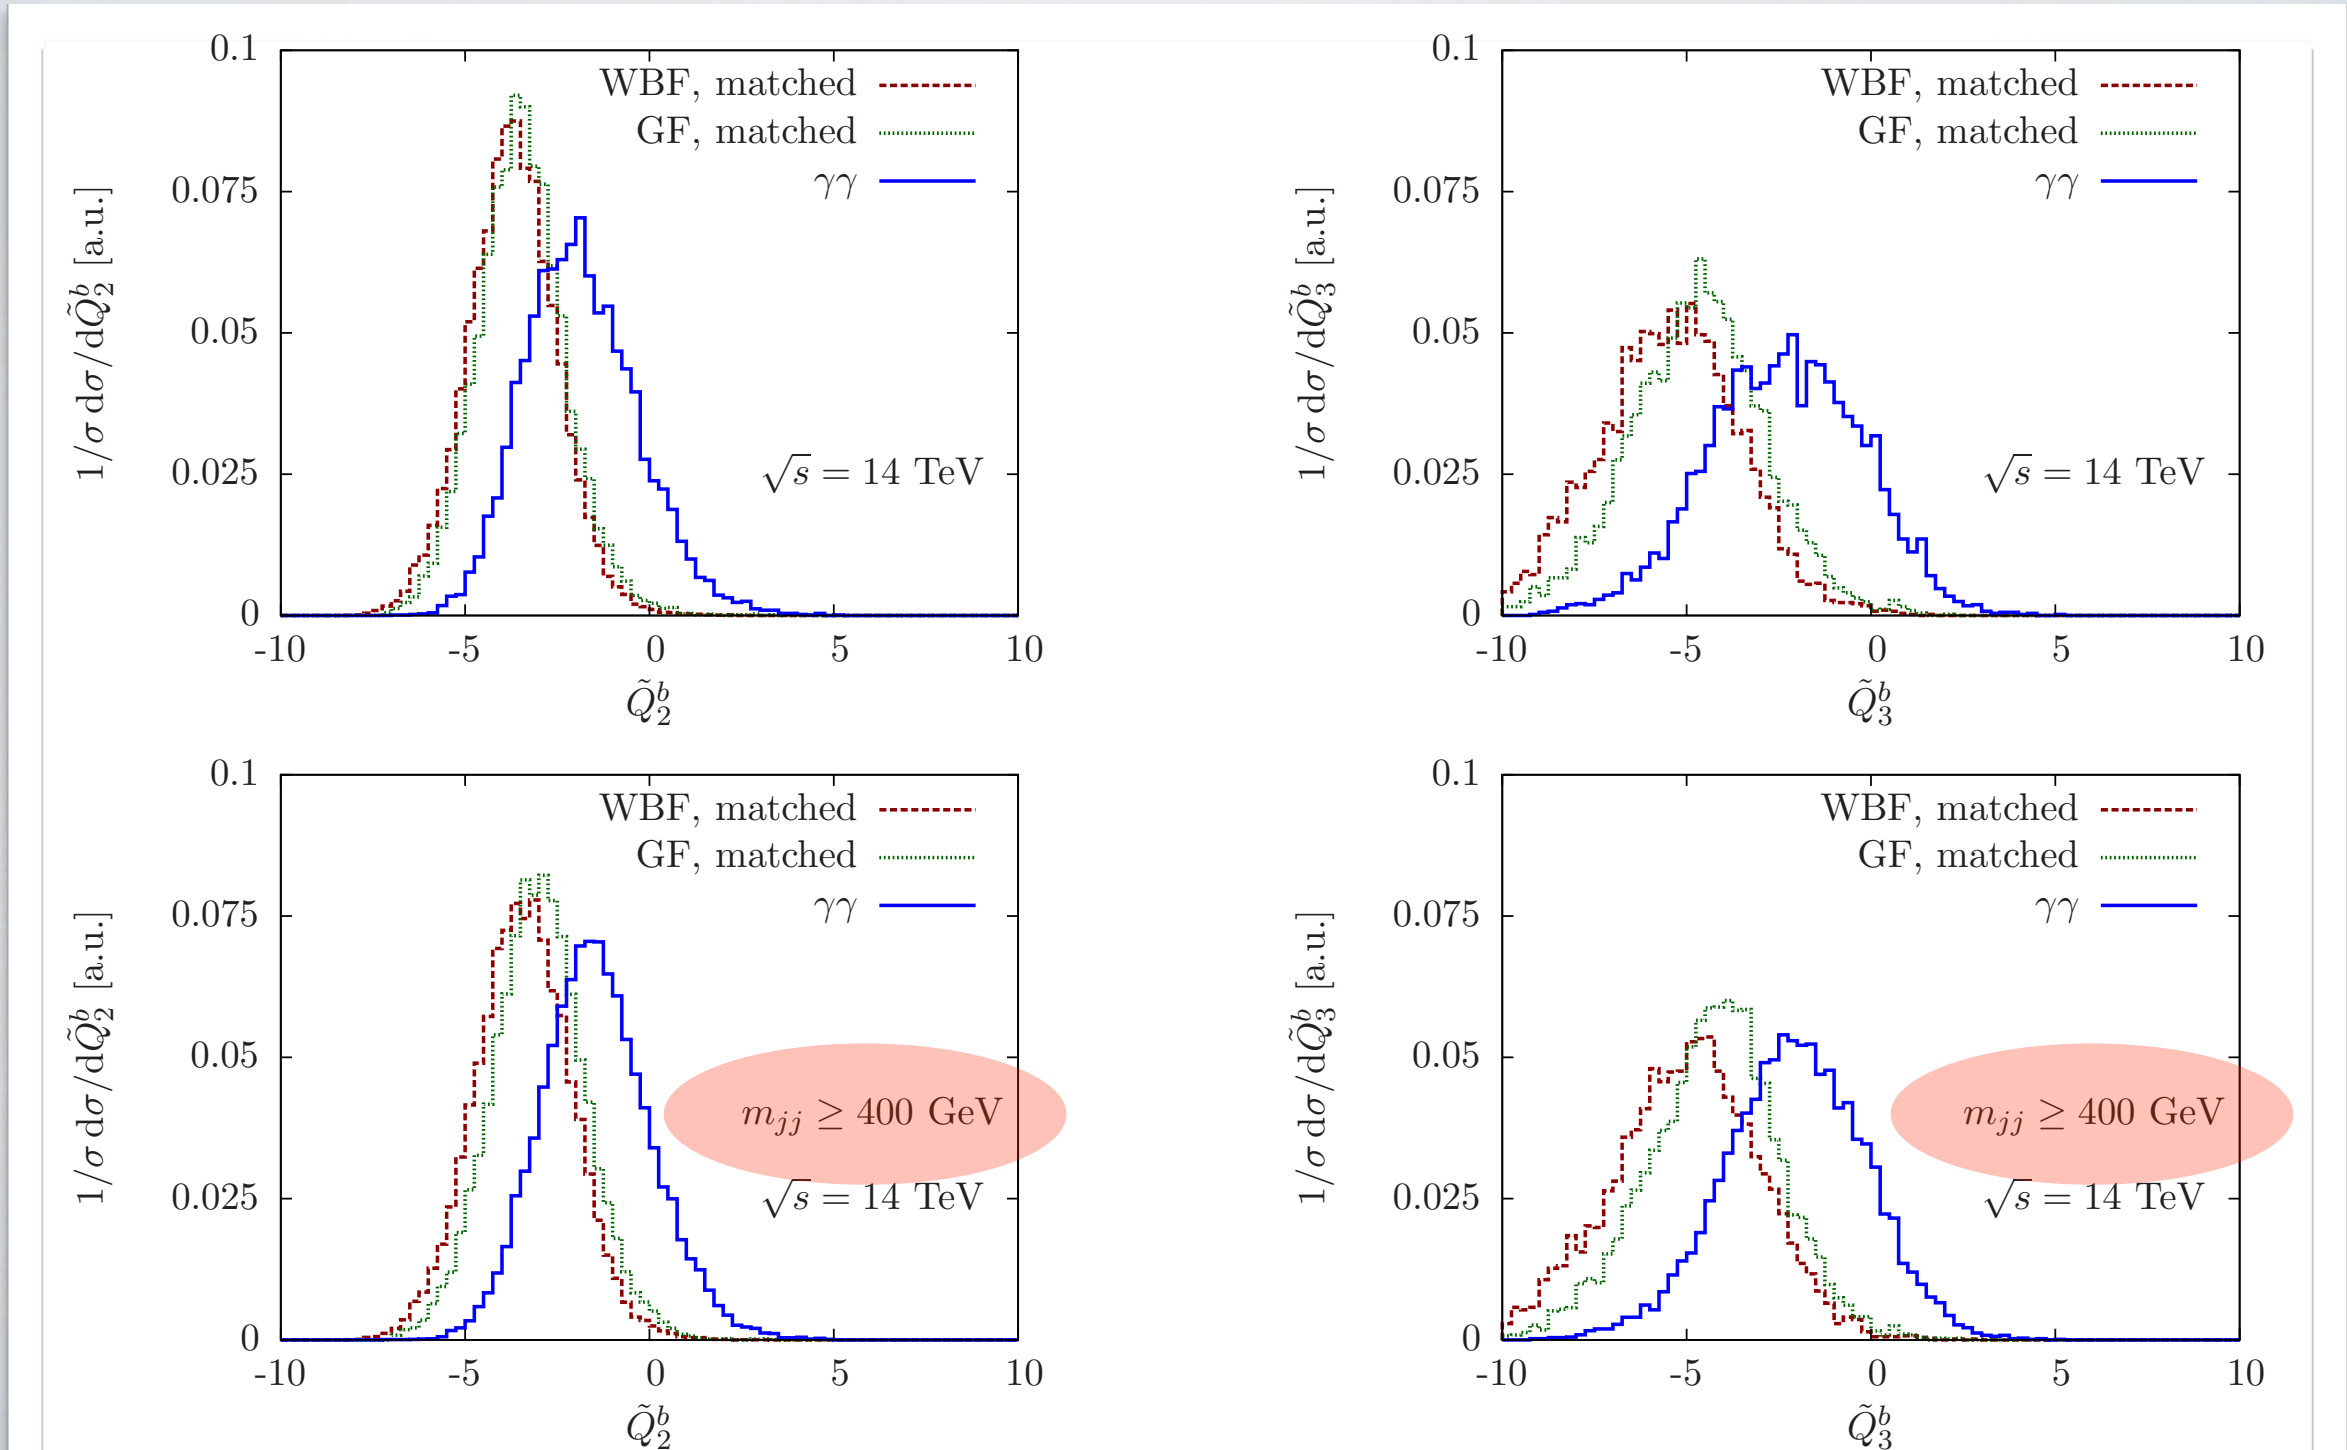 0.1
0.075
0.05
0.025
0
-10 -5 0 5 10
1/σ dσ/dQ̃₂ᵇ [a.u.]
Q̃₂ᵇ
WBF, matched
GF, matched
γγ
√s = 14 TeV
0.1
0.075
0.05
0.025
0
-10 -5 0 5 10
1/σ dσ/dQ̃₃ᵇ [a.u.]
Q̃₃ᵇ
WBF, matched
GF, matched
γγ
√s = 14 TeV
0.1
0.075
0.05
0.025
0
-10 -5 0 5 10
1/σ dσ/dQ̃₂ᵇ [a.u.]
Q̃₂ᵇ
WBF, matched
GF, matched
γγ
m_jj ≥ 400 GeV
√s = 14 TeV
0.1
0.075
0.05
0.025
0
-10 -5 0 5 10
1/σ dσ/dQ̃₃ᵇ [a.u.]
Q̃₃ᵇ
WBF, matched
GF, matched
γγ
m_jj ≥ 400 GeV
√s = 14 TeV